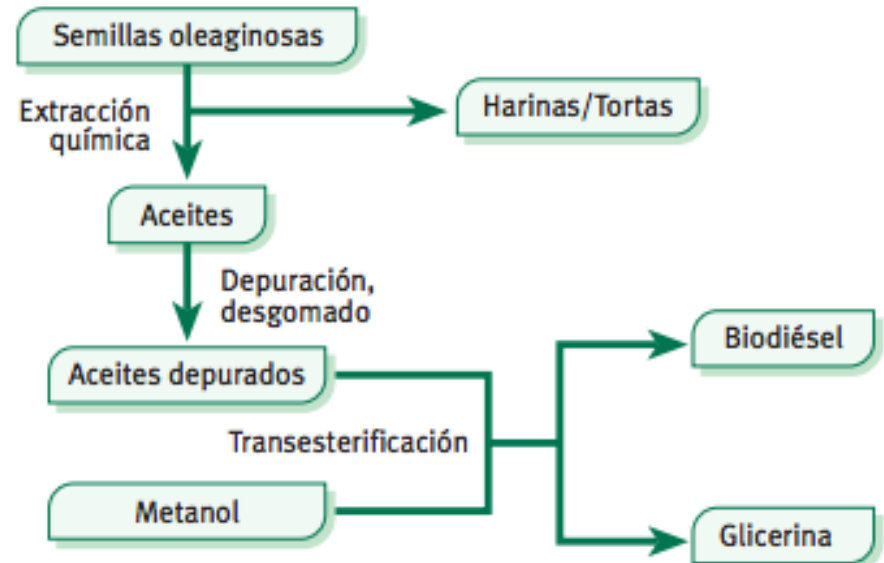 Semillas oleaginosas
Extracción
química
Harinas/Tortas
Aceites
Depuración,
desgomado
Aceites depurados
Biodiésel
Transesterificación
Metanol
Glicerina